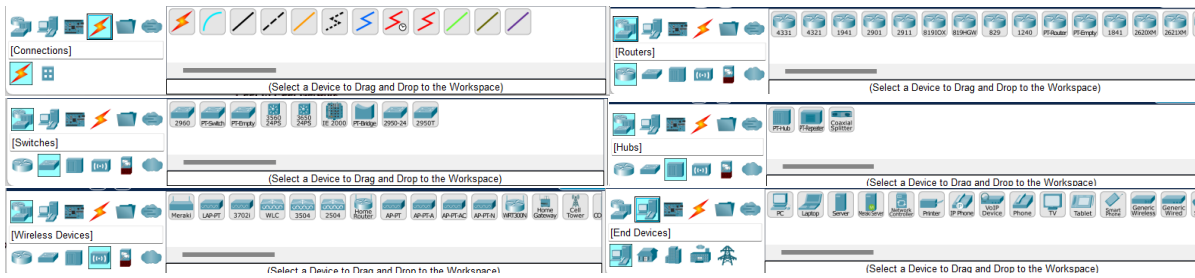 [Connections]
(Select a Device to Drag and Drop to the Workspace)
4331 4321 1941 2901 2911 819IOX 819HGW 829 1240 PT-Router PT-Empty 1841 2620XM 2621XM
[Routers]
(Select a Device to Drag and Drop to the Workspace)
2960 PT-Switch PT-Empty 3560 24PS 3650 24PS IE 2000 PT-Bridge 2950-24 2950T
[Switches]
(Select a Device to Drag and Drop to the Workspace)
PT-Hub PT-Repeater Coaxial Splitter
[Hubs]
(Select a Device to Drag and Drop to the Workspace)
Meraki LAP-PT 3702i WLC 3504 2504 Home Router AP-PT AP-PT-A AP-PT-AC AP-PT-N WRT300N Home Gateway Cell Tower CO
[Wireless Devices]
(Select a Device to Drag and Drop to the Workspace)
PC Laptop Server Meraki Server Network Controller Printer IP Phone VoIP Device Phone TV Tablet Smart Phone Generic Wireless Generic Wired
[End Devices]
(Select a Device to Drag and Drop to the Workspace)